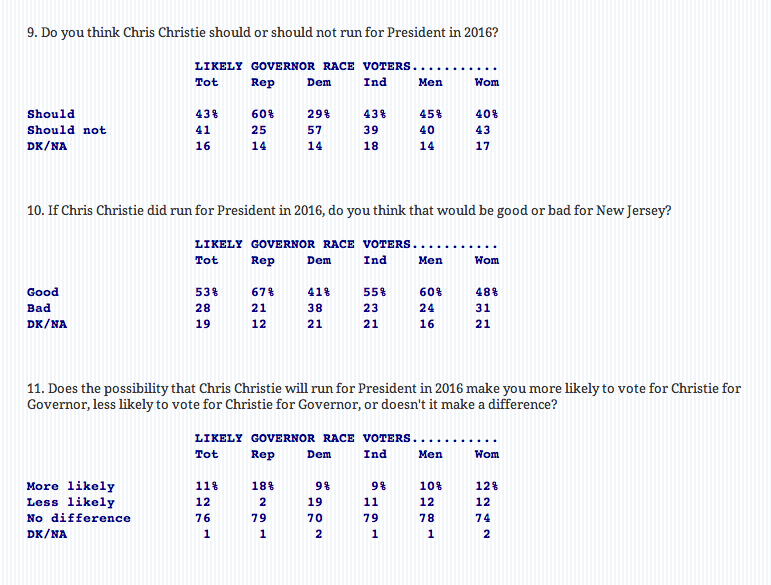 9. Do you think Chris Christie should or should not run for President in 2016?
LIKELY GOVERNOR RACE VOTERS...........
Tot Rep Dem Ind Men Wom
Should 43% 60% 29% 43% 45% 40%
Should not 41 25 57 39 40 43
DK/NA 16 14 14 18 14 17
10. If Chris Christie did run for President in 2016, do you think that would be good or bad for New Jersey?
LIKELY GOVERNOR RACE VOTERS...........
Tot Rep Dem Ind Men Wom
Good 53% 67% 41% 55% 60% 48%
Bad 28 21 38 23 24 31
DK/NA 19 12 21 21 16 21
11. Does the possibility that Chris Christie will run for President in 2016 make you more likely to vote for Christie for
Governor, less likely to vote for Christie for Governor, or doesn't it make a difference?
LIKELY GOVERNOR RACE VOTERS...........
Tot Rep Dem Ind Men Wom
More likely 11% 18% 9% 9% 10% 12%
Less likely 12 2 19 11 12 12
No difference 76 79 70 79 78 74
DK/NA 1 1 2 1 1 2